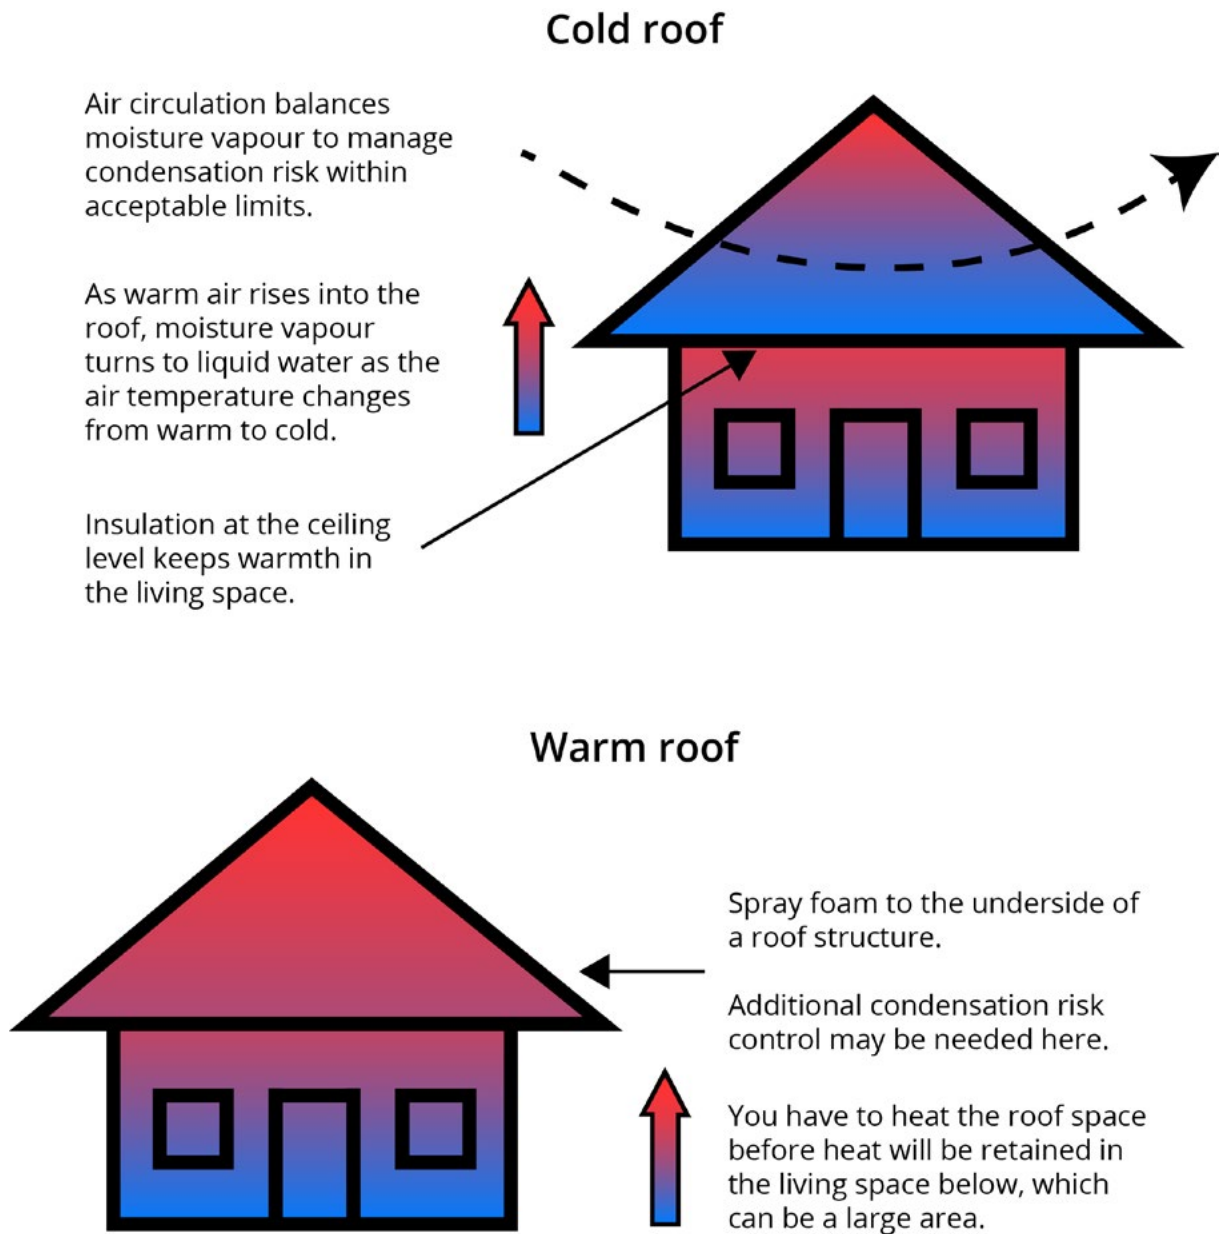 Cold roof
Air circulation balances
moisture vapour to manage
condensation risk within
acceptable limits.
As warm air rises into the
roof, moisture vapour
turns to liquid water as the
air temperature changes
from warm to cold.
Insulation at the ceiling
level keeps warmth in
the living space.
Warm roof
Spray foam to the underside of
a roof structure.
Additional condensation risk
control may be needed here.
You have to heat the roof space
before heat will be retained in
the living space below, which
can be a large area.